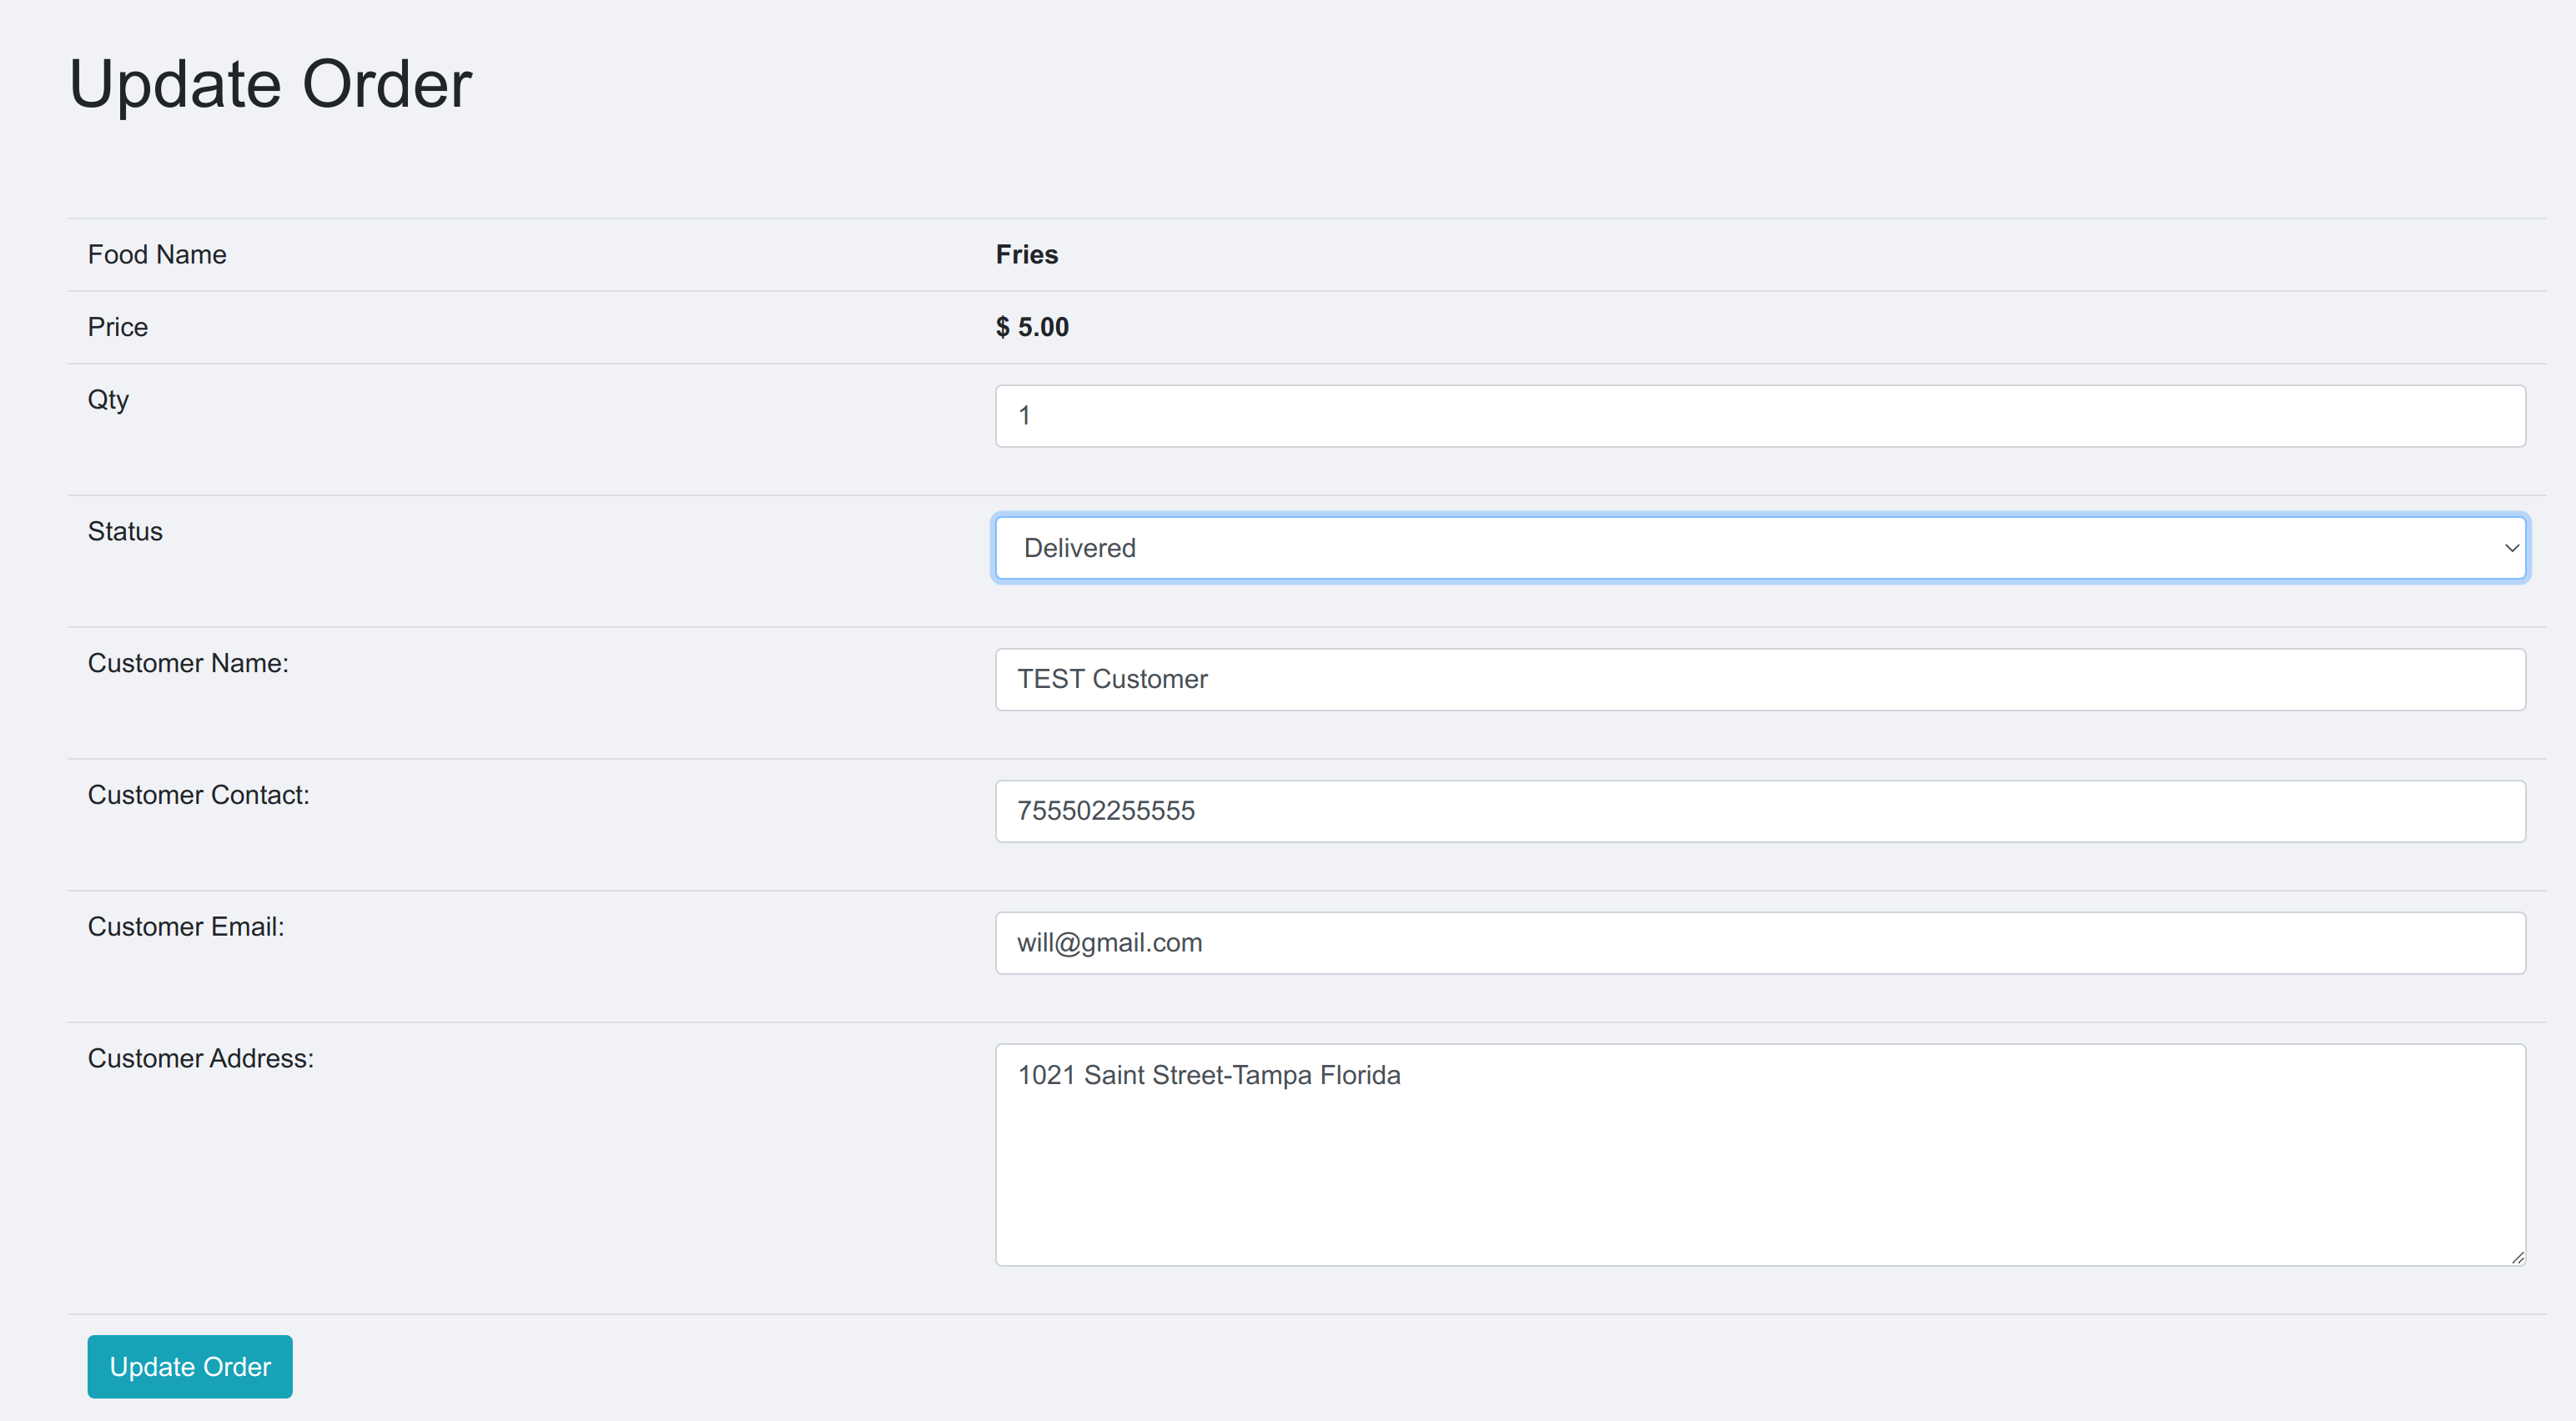 Update Order
Food Name Fries
Price $ 5.00
Qty 1
Status Delivered
Customer Name: TEST Customer
Customer Contact: 755502255555
Customer Email: will@gmail.com
Customer Address: 1021 Saint Street-Tampa Florida
Update Order